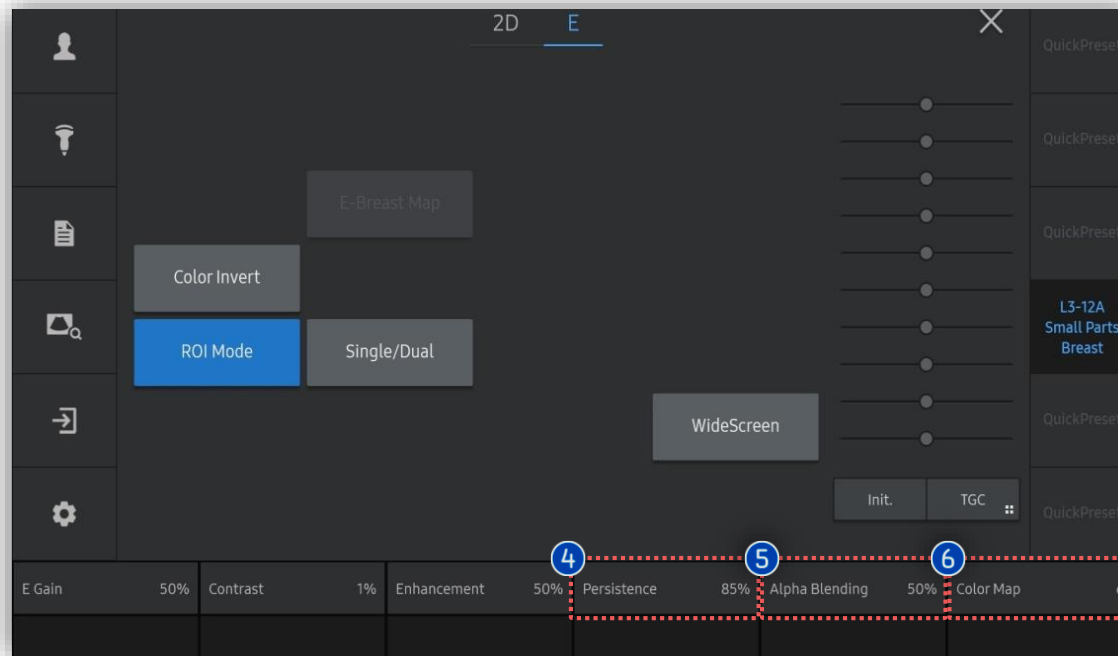 2D E
QuickPreset
QuickPreset
E-Breast Map
QuickPreset
Color Invert
L3-12A
Small Parts
Breast
ROI Mode Single/Dual
WideScreen
QuickPreset
Init. TGC
QuickPreset
4 5 6
E Gain 50% Contrast 1% Enhancement 50% Persistence 85% Alpha Blending 50% Color Map